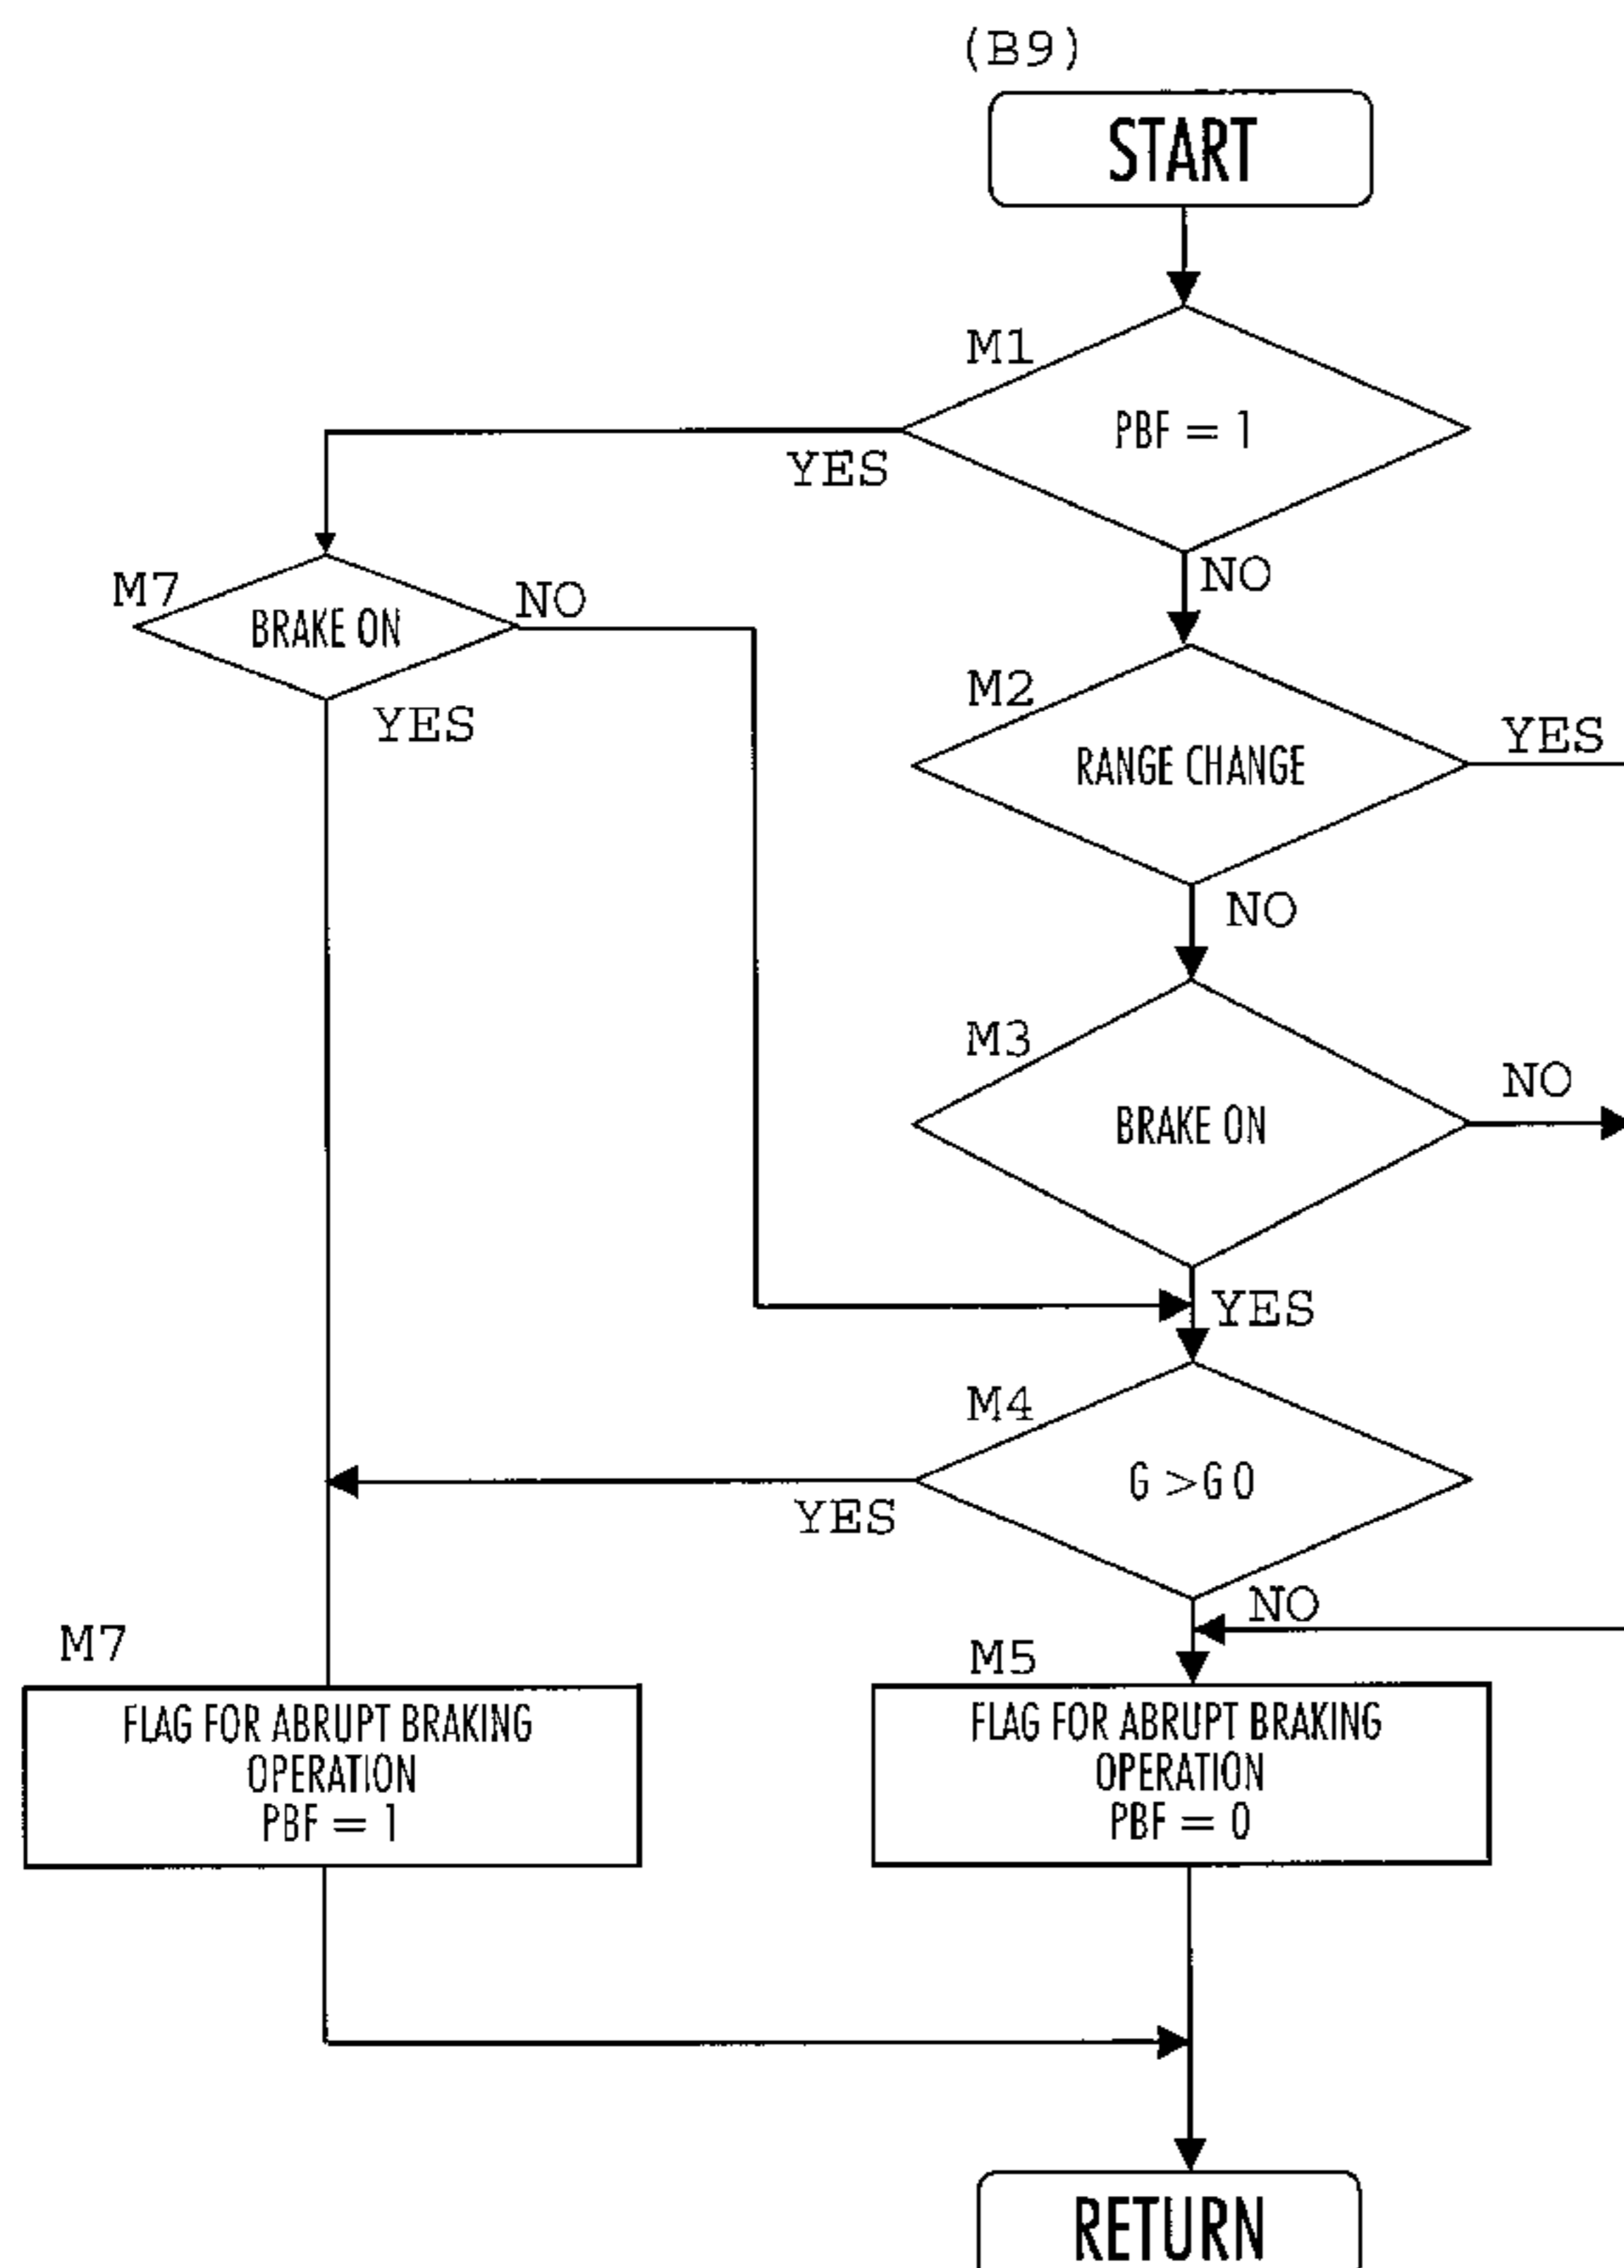 (B9)
START
M1
PBF = 1
YES
NO
M7
BRAKE ON
NO
YES
M2
RANGE CHANGE
YES
NO
M3
BRAKE ON
NO
YES
M4
G >G 0
YES
NO
M7
FLAG FOR ABRUPT BRAKING
OPERATION
PBF = 1
M5
FLAG FOR ABRUPT BRAKING
OPERATION
PBF = 0
RETURN